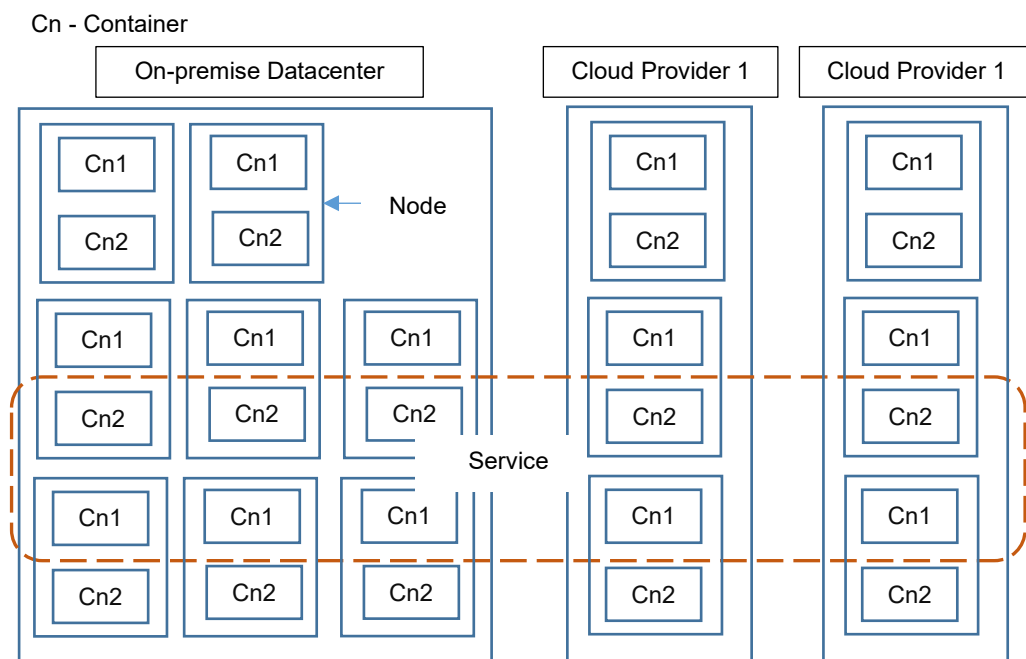 Cn - Container
On-premise Datacenter
Cloud Provider 1
Cloud Provider 1
Cn1
Cn1
Cn1
Cn1
Node
Cn2
Cn2
Cn2
Cn2
Cn1
Cn1
Cn1
Cn1
Cn1
Cn2
Cn2
Cn2
Cn2
Cn2
Service
Cn1
Cn1
Cn1
Cn1
Cn1
Cn2
Cn2
Cn2
Cn2
Cn2